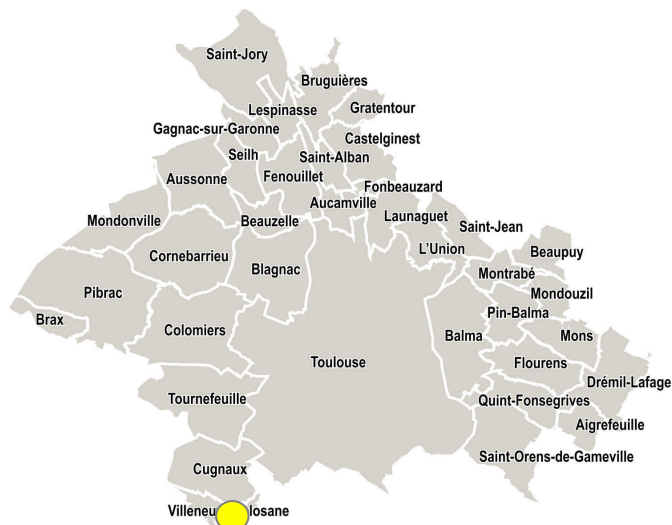 Saint-Jory
Bruguières
Lespinasse
Gratentour
Gagnac-sur-Garonne
Castelginest
Seilh
Saint-Alban
Aussonne
Fenouillet
Fonbeauzard
Aucamville
Mondonville
Beauzelle
Launaguet
Saint-Jean
L'Union
Beaupuy
Cornebarrieu
Blagnac
Montrabé
Pibrac
Mondouzil
Brax
Pin-Balma
Colomiers
Balma
Mons
Toulouse
Flourens
Drémil-Lafage
Tournefeuille
Quint-Fonsegrives
Aigrefeuille
Saint-Orens-de-Gameville
Cugnaux